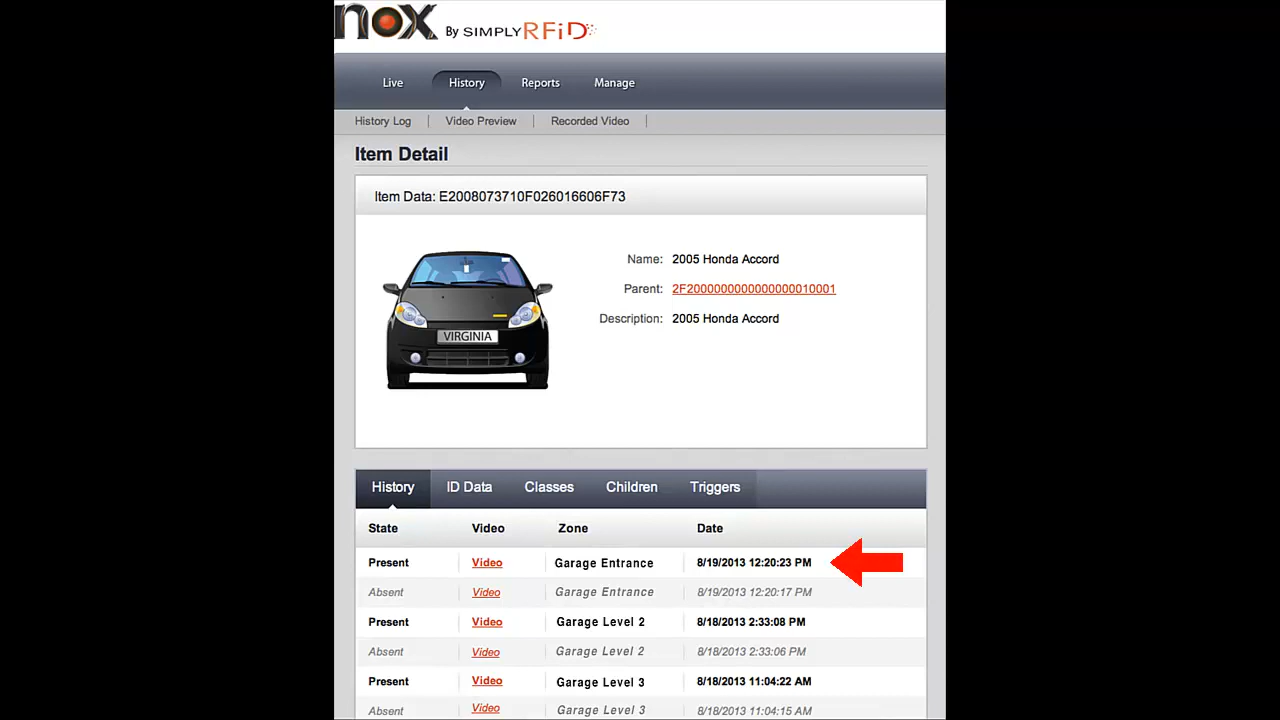 nox By SIMPLYRFiD
Live History Reports Manage
History Log | Video Preview | Recorded Video |
Item Detail
Item Data: E2008073710F026016606F73
Name: 2005 Honda Accord
Parent: 2F2000000000000000010001
Description: 2005 Honda Accord
VIRGINIA
History ID Data Classes Children Triggers
State Video Zone Date
Present Video Garage Entrance 8/19/2013 12:20:23 PM
Absent Video Garage Entrance 8/19/2013 12:20:17 PM
Present Video Garage Level 2 8/18/2013 2:33:08 PM
Absent Video Garage Level 2 8/18/2013 2:33:06 PM
Present Video Garage Level 3 8/18/2013 11:04:22 AM
Absent Video Garage Level 3 8/18/2013 11:04:15 AM